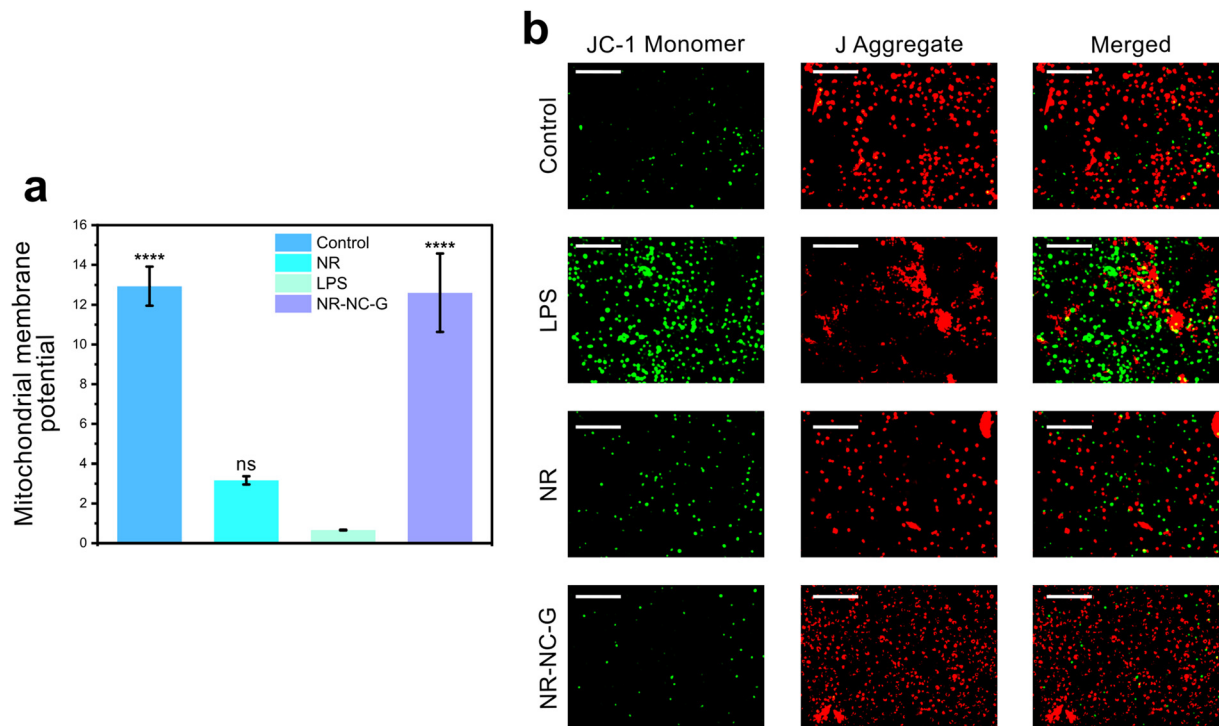 a
Mitochondrial membrane
potential
16
14
12
10
8
6
4
2
0
****
ns
****
Control
NR
LPS
NR-NC-G
b
JC-1 Monomer
J Aggregate
Merged
Control
LPS
NR
NR-NC-G